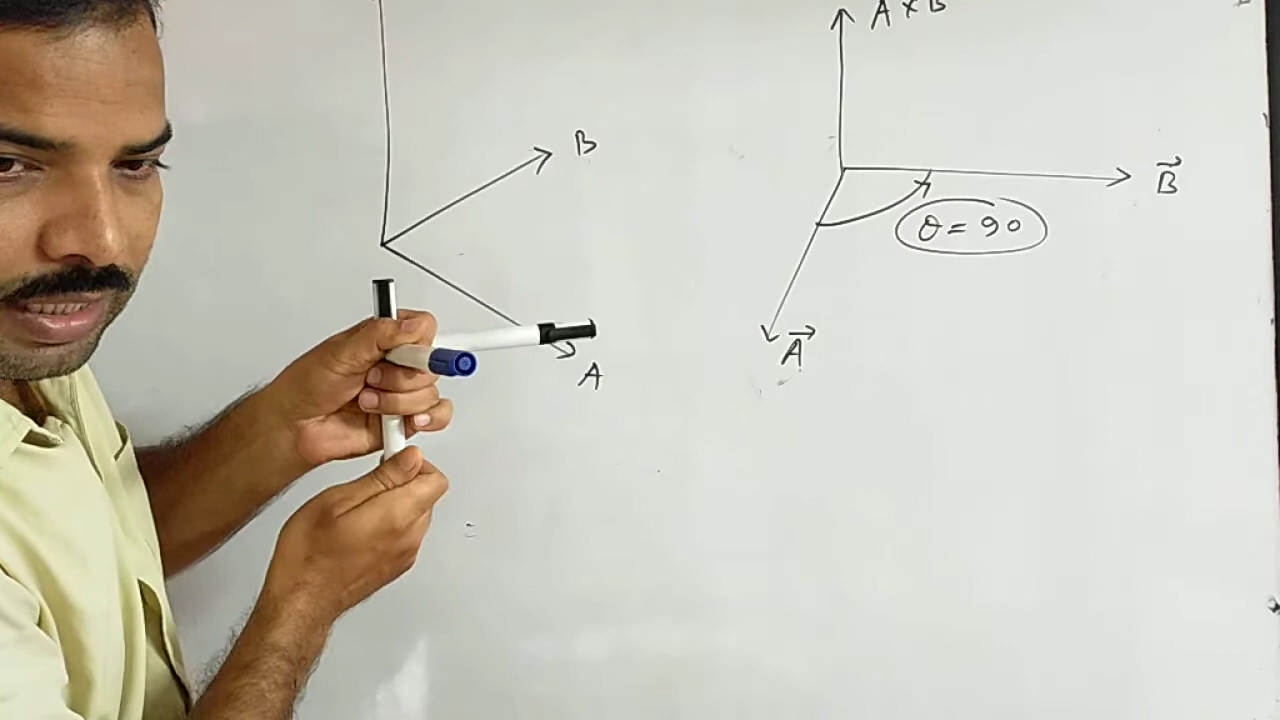 A × B
B
B⃗
θ = 90
A⃗
A